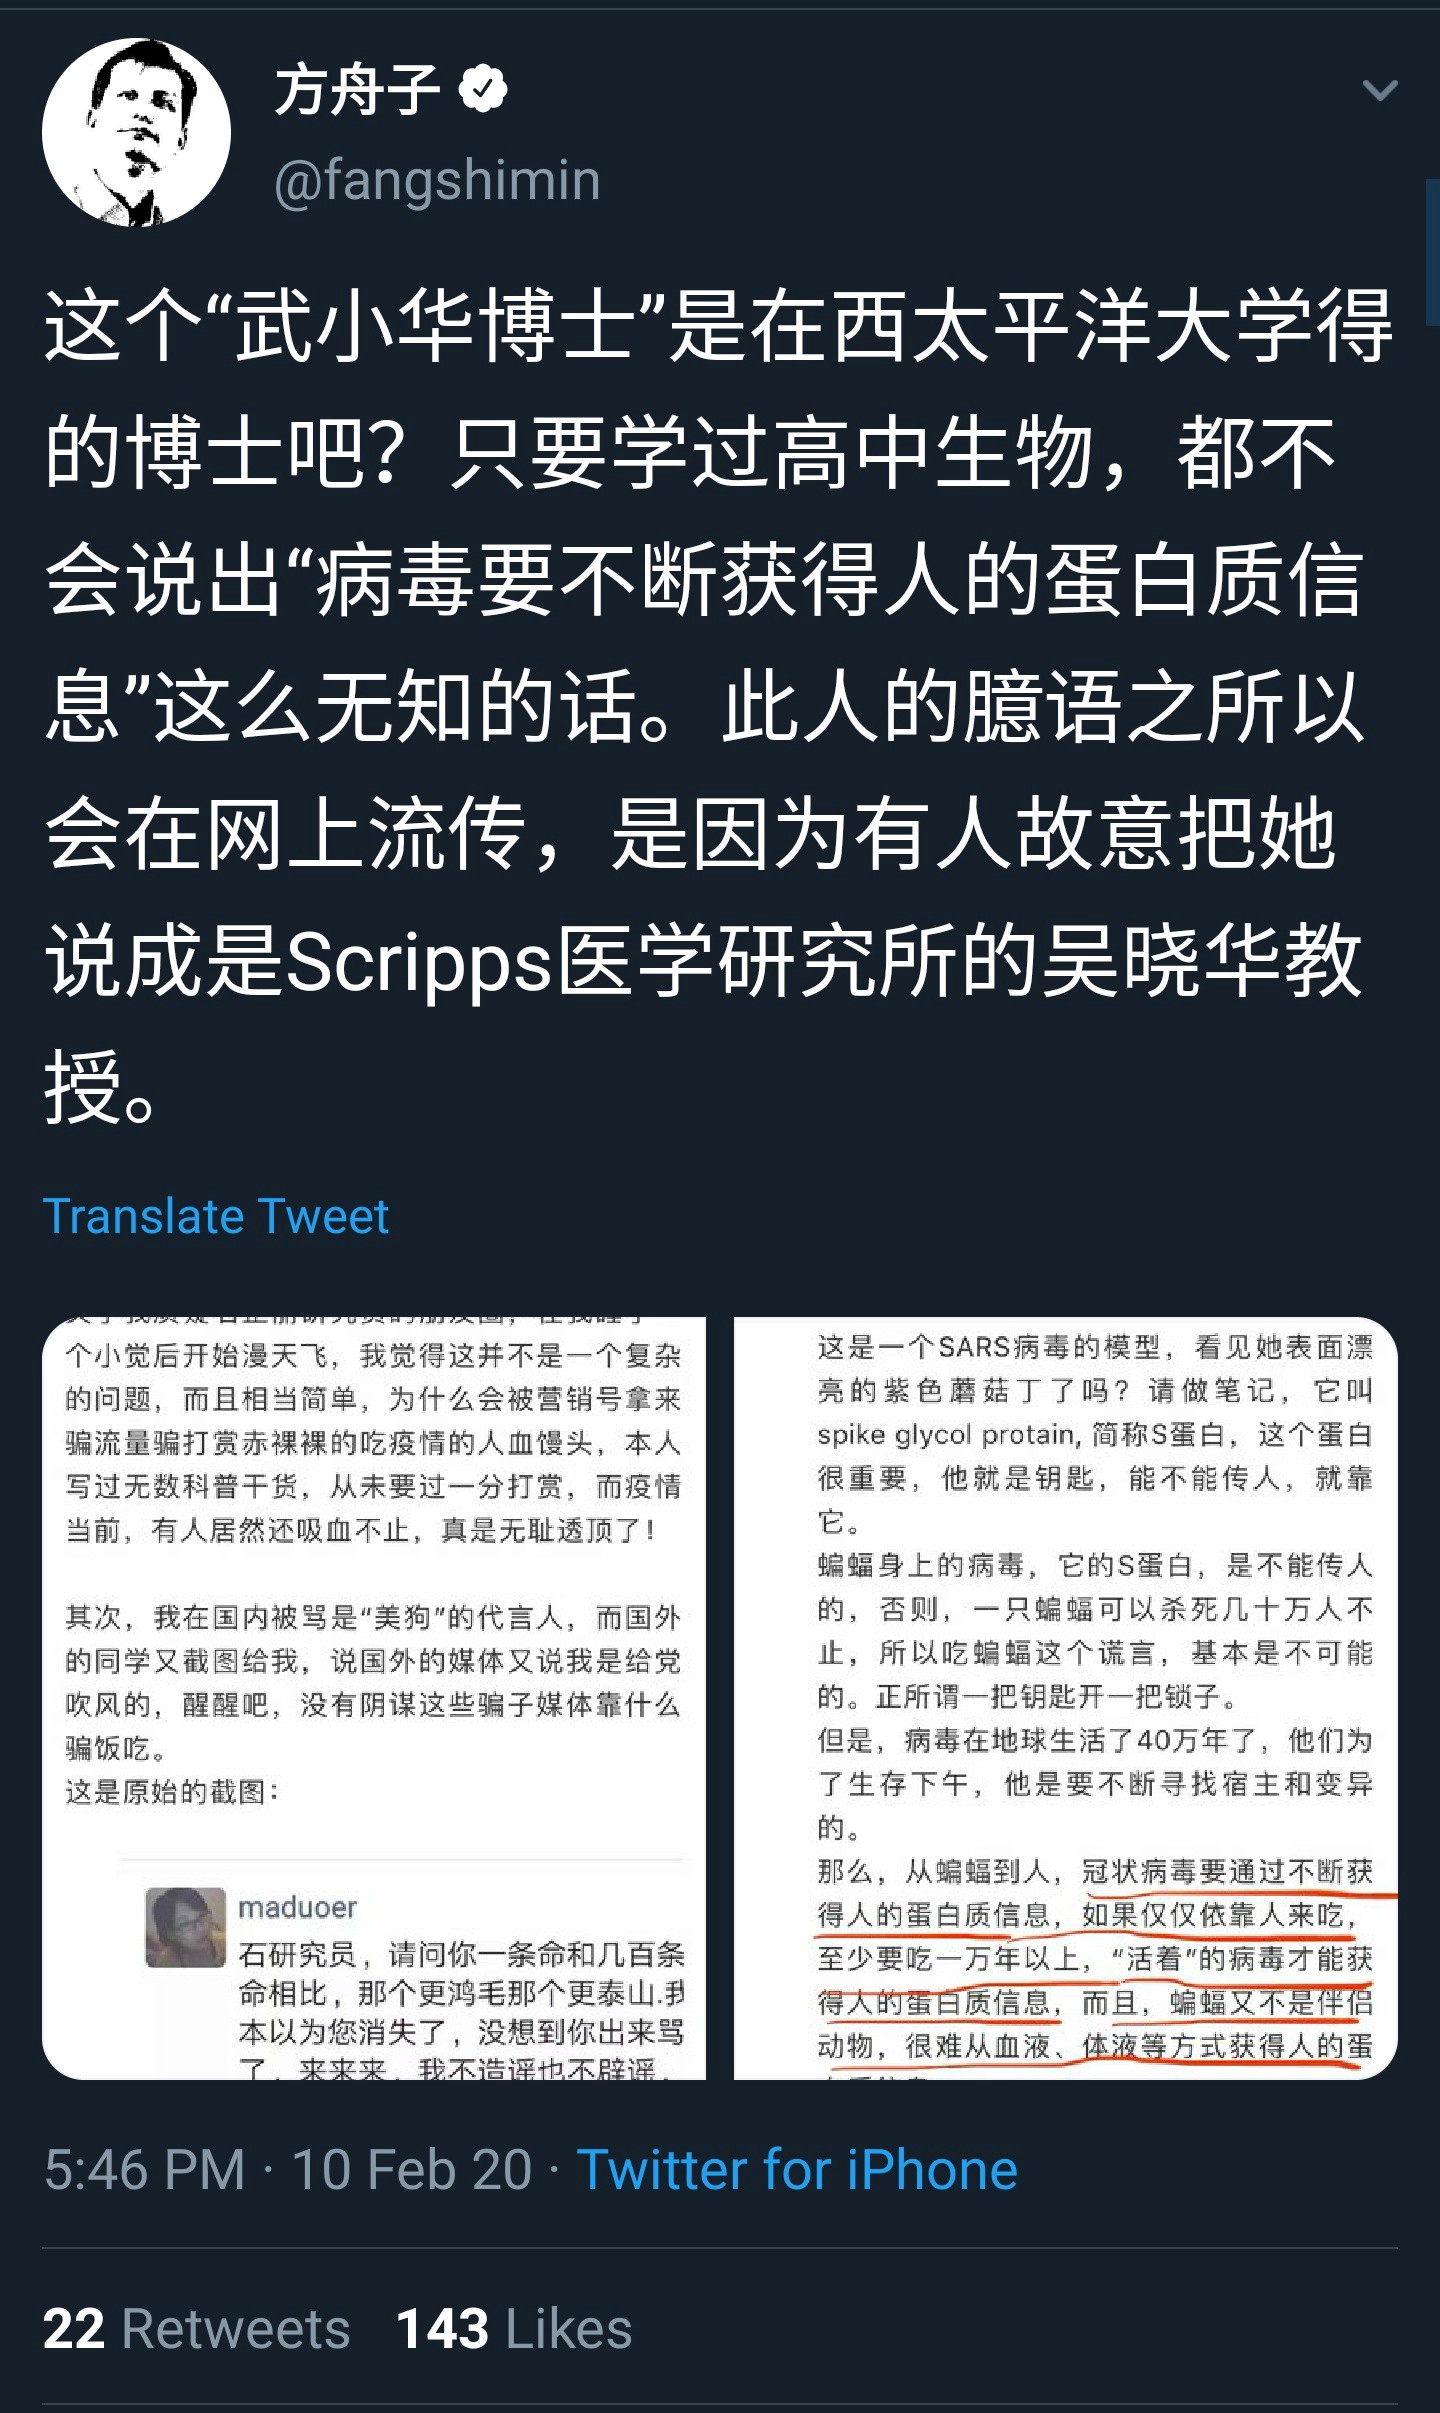 方舟子
@fangshimin
这个“武小华博士”是在西太平洋大学得
的博士吧？只要学过高中生物，都不
会说出“病毒要不断获得人的蛋白质信
息”这么无知的话。此人的臆语之所以
会在网上流传，是因为有人故意把她
说成是Scripps医学研究所的吴晓华教
授。
Translate Tweet
个小觉后开始漫天飞，我觉得这并不是一个复杂
的问题，而且相当简单，为什么会被营销号拿来
骗流量骗打赏赤裸裸的吃疫情的人血馒头，本人
写过无数科普干货，从未要过一分打赏，而疫情
当前，有人居然还吸血不止，真是无耻透顶了！
其次，我在国内被骂是“美狗”的代言人，而国外
的同学又截图给我，说国外的媒体又说我是给党
吹风的，醒醒吧，没有阴谋这些骗子媒体靠什么
骗饭吃。
这是原始的截图：
maduoer
石研究员，请问你一条命和几百条
命相比，那个更鸿毛那个更泰山.我
本以为您消失了，没想到你出来骂
了，来来来，我不造谣也不辟谣，
这是一个SARS病毒的模型，看见她表面漂
亮的紫色蘑菇丁了吗？请做笔记，它叫
spike glycol protain, 简称S蛋白，这个蛋白
很重要，他就是钥匙，能不能传人，就靠
它。
蝙蝠身上的病毒，它的S蛋白，是不能传人
的，否则，一只蝙蝠可以杀死几十万人不
止，所以吃蝙蝠这个谎言，基本是不可能
的。正所谓一把钥匙开一把锁子。
但是，病毒在地球生活了40万年了，他们为
了生存下午，他是要不断寻找宿主和变异
的。
那么，从蝙蝠到人，冠状病毒要通过不断获
得人的蛋白质信息，如果仅仅依靠人来吃，
至少要吃一万年以上，“活着”的病毒才能获
得人的蛋白质信息，而且，蝙蝠又不是伴侣
动物，很难从血液、体液等方式获得人的蛋
5:46 PM · 10 Feb 20 · Twitter for iPhone
22 Retweets 143 Likes